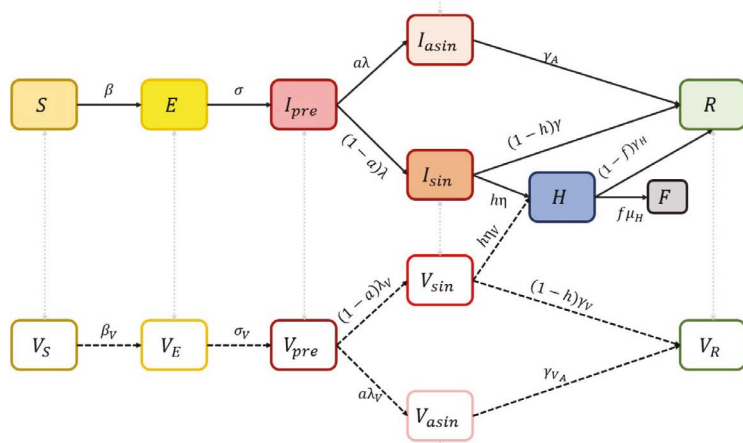 I_asin
aλ
γ_A
S
β
E
σ
I_pre
R
(1−a)λ
(1−h)γ
(1−f)γ_H
I_sin
hη
H
F
fμ_H
hη_V
V_sin
(1−a)λ_V
(1−h)γ_V
V_S
β_V
V_E
σ_V
V_pre
V_R
aλ_V
γ_{V_A}
V_asin